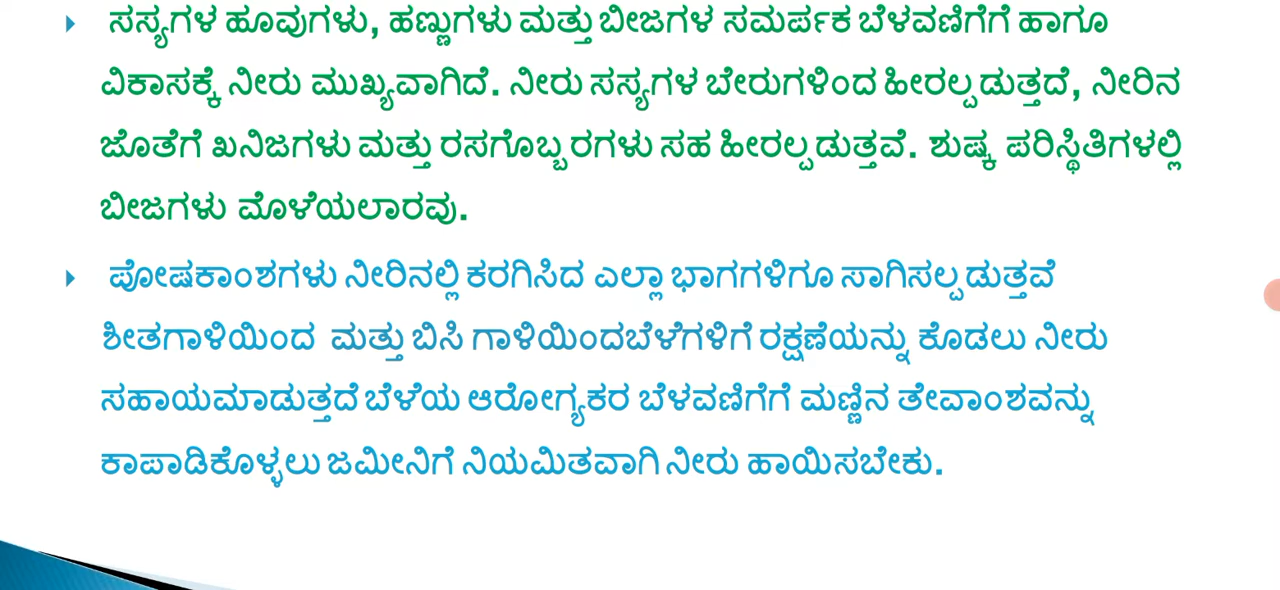 ಸಸ್ಯಗಳ ಹೂವುಗಳು, ಹಣ್ಣುಗಳು ಮತ್ತು ಬೀಜಗಳ ಸಮರ್ಪಕ ಬೆಳವಣಿಗೆಗೆ ಹಾಗೂ
ವಿಕಾಸಕ್ಕೆ ನೀರು ಮುಖ್ಯವಾಗಿದೆ. ನೀರು ಸಸ್ಯಗಳ ಬೇರುಗಳಿಂದ ಹೀರಲ್ಪಡುತ್ತದೆ, ನೀರಿನ
ಜೊತೆಗೆ ಖನಿಜಗಳು ಮತ್ತು ರಸಗೊಬ್ಬರಗಳು ಸಹ ಹೀರಲ್ಪಡುತ್ತವೆ. ಶುಷ್ಕ ಪರಿಸ್ಥಿತಿಗಳಲ್ಲಿ
ಬೀಜಗಳು ಮೊಳೆಯಲಾರವು.
ಪೋಷಕಾಂಶಗಳು ನೀರಿನಲ್ಲಿ ಕರಗಿಸಿದ ಎಲ್ಲಾ ಭಾಗಗಳಿಗೂ ಸಾಗಿಸಲ್ಪಡುತ್ತವೆ
ಶೀತಗಾಳಿಯಿಂದ ಮತ್ತು ಬಿಸಿ ಗಾಳಿಯಿಂದಬೆಳೆಗಳಿಗೆ ರಕ್ಷಣೆಯನ್ನು ಕೊಡಲು ನೀರು
ಸಹಾಯಮಾಡುತ್ತದೆ ಬೆಳೆಯ ಆರೋಗ್ಯಕರ ಬೆಳವಣಿಗೆಗೆ ಮಣ್ಣಿನ ತೇವಾಂಶವನ್ನು
ಕಾಪಾಡಿಕೊಳ್ಳಲು ಜಮೀನಿಗೆ ನಿಯಮಿತವಾಗಿ ನೀರು ಹಾಯಿಸಬೇಕು.